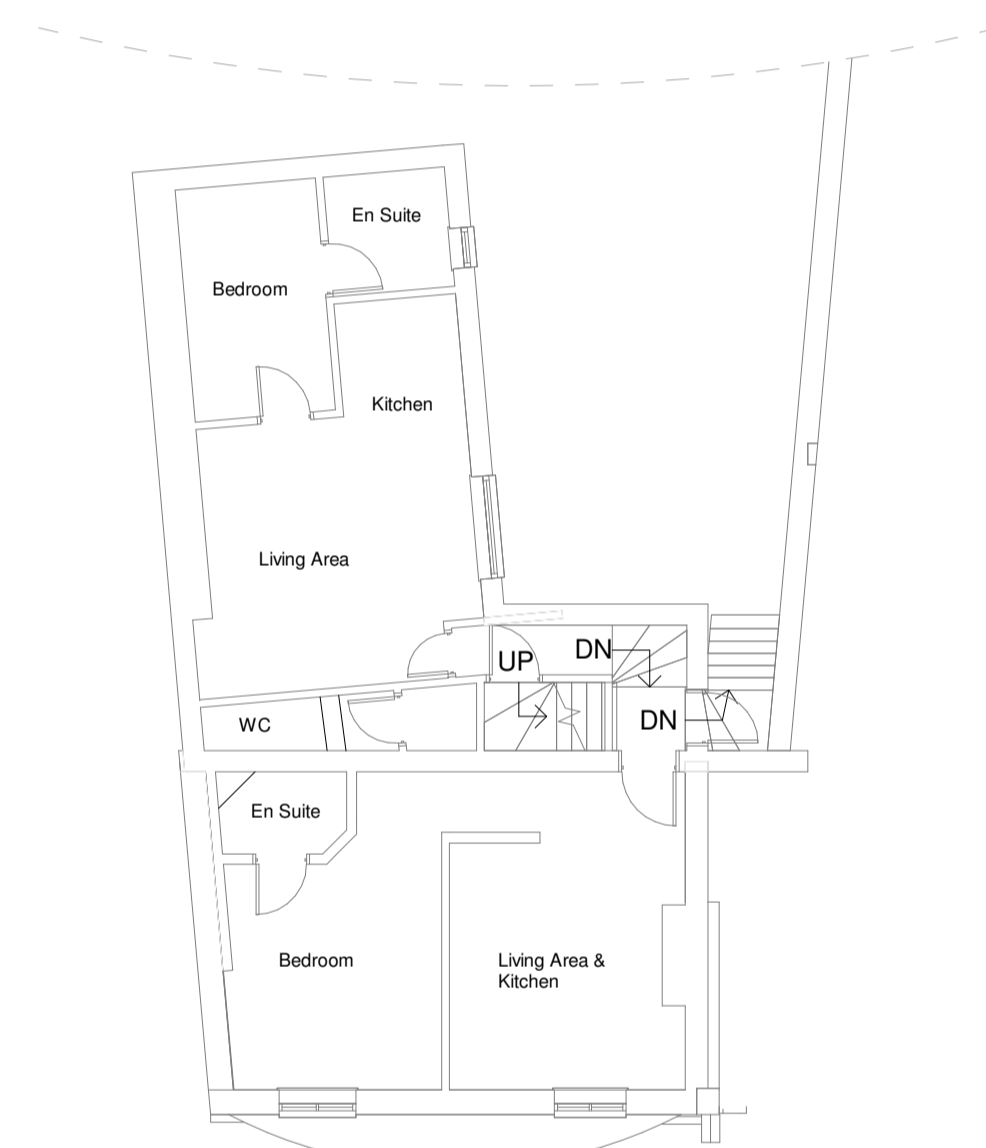 En Suite
Bedroom
Kitchen
Living Area
UP
DN
DN
WC
En Suite
Bedroom
Living Area &
Kitchen